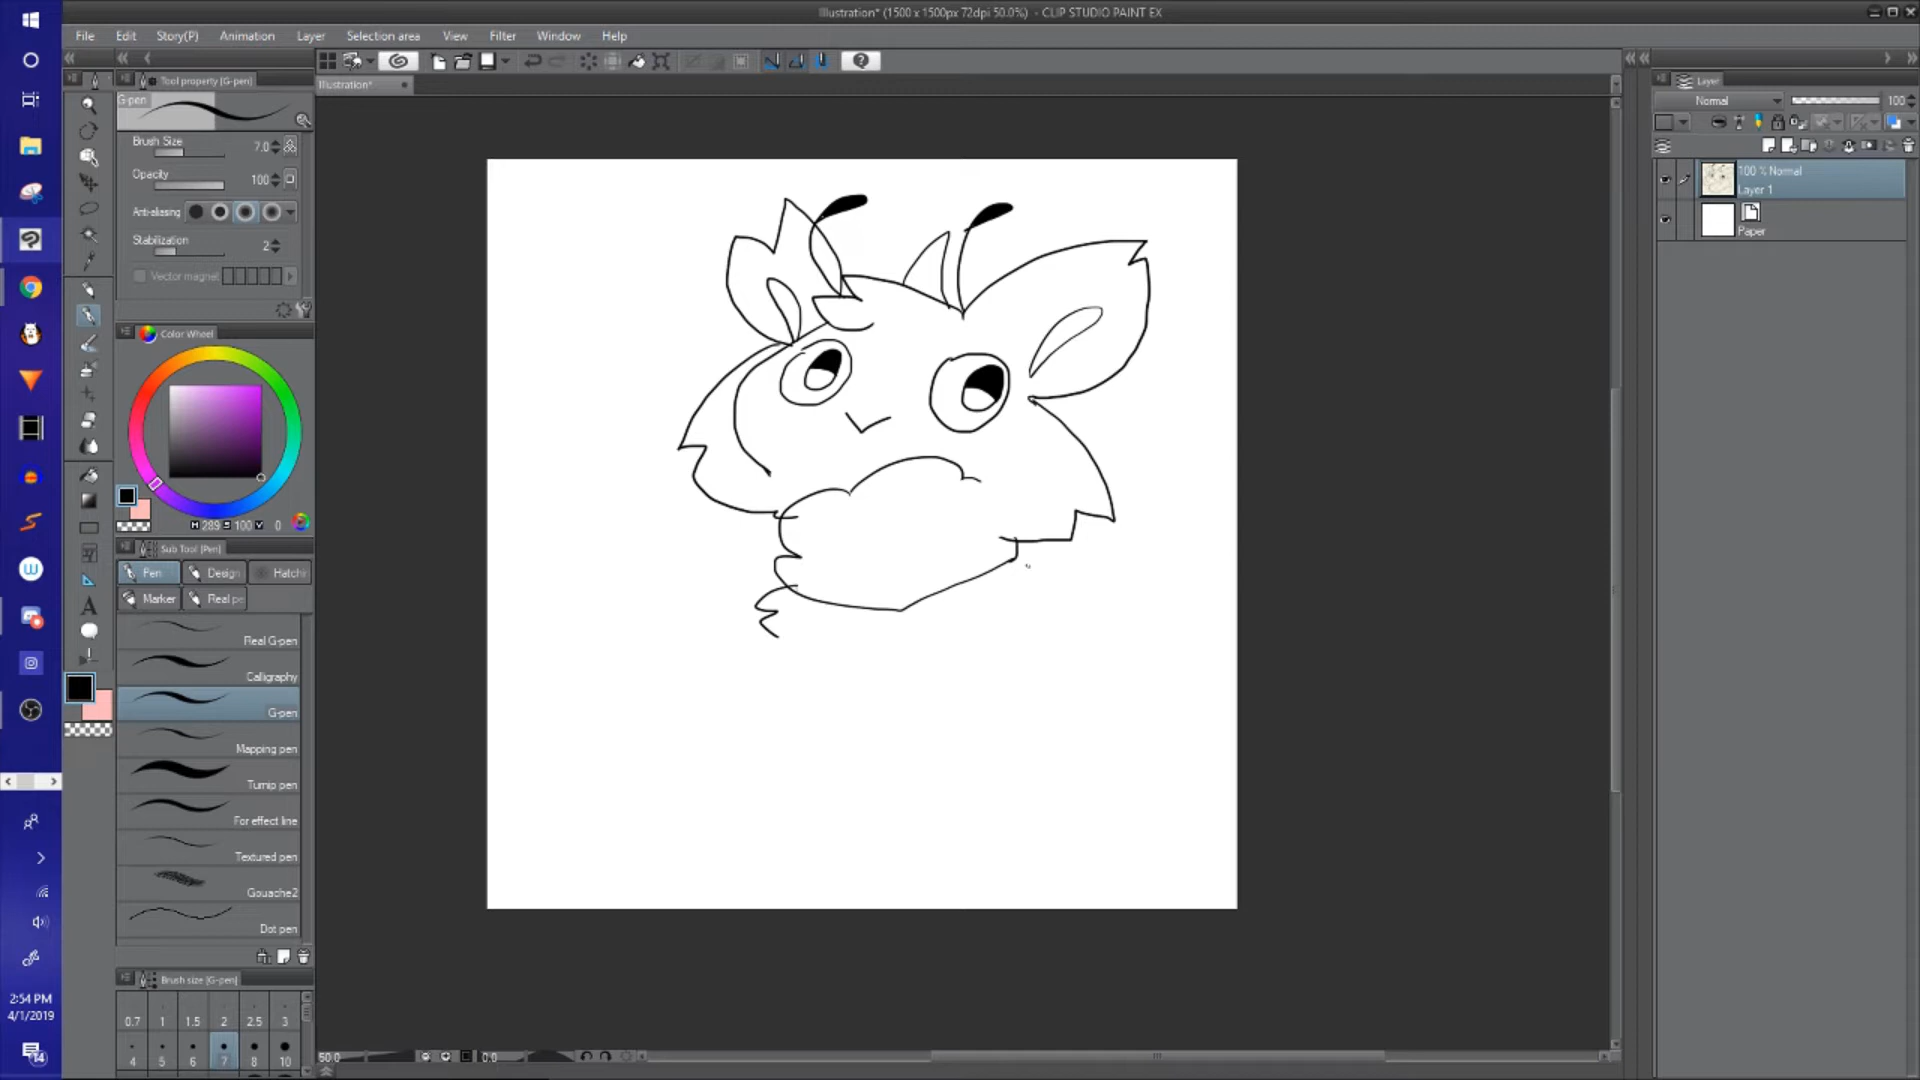 Illustration* (1500 x 1500px 72dpi 50.0%) - CLIP STUDIO PAINT EX
File Edit Story(P) Animation Layer Selection area View Filter Window Help
Tool property [G-pen]
Illustration*
Layer
G-pen
Normal 100
Brush Size 7.0
Opacity 100
100 % Normal
Layer 1
Anti-aliasing
Paper
Stabilization 2
Vector magnet
Color Wheel
H 289 S 100 V 0
Sub Tool [Pen]
Pen Design Hatchi
Marker Real pe
Real G-pen
Calligraphy
G-pen
Mapping pen
Turnip pen
For effect line
Textured pen
Gouache2
Dot pen
Brush size [G-pen]
0.7 1 1.5 2 2.5 3
4 5 6 7 8 10
50.0 0.0
2:54 PM
4/1/2019
14